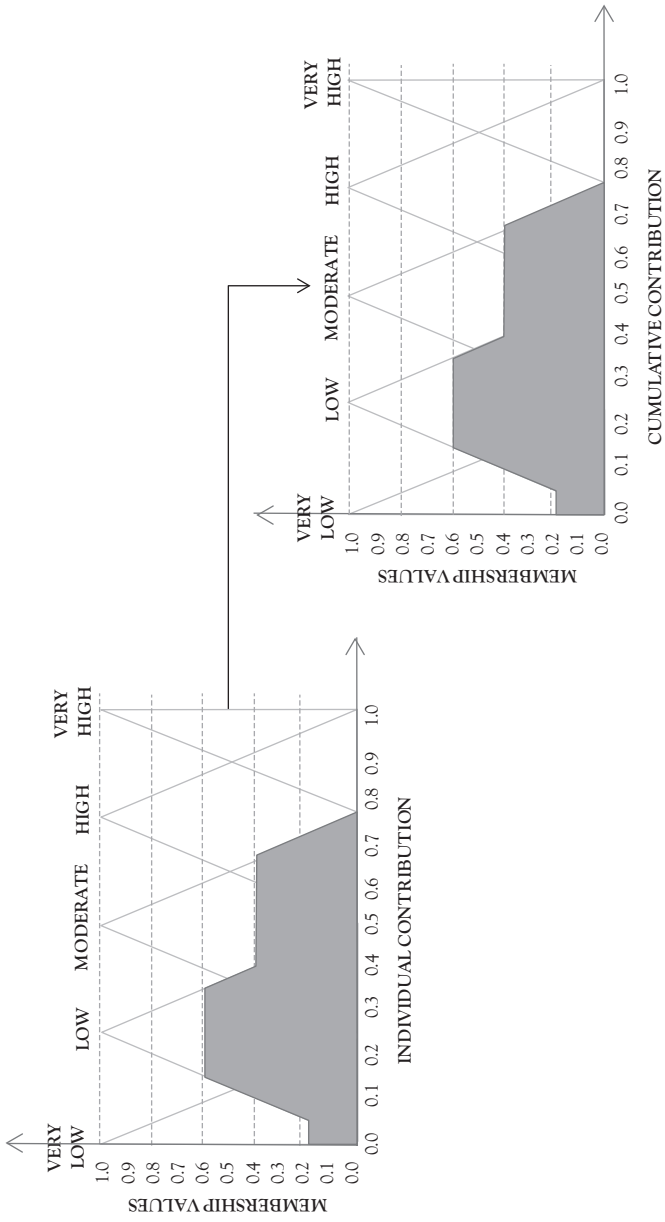 VERY
LOW
LOW
MODERATE
HIGH
VERY
HIGH
MEMBERSHIP VALUES
1.0
0.9
0.8
0.7
0.6
0.5
0.4
0.3
0.2
0.1
0.0
0.0 0.1 0.2 0.3 0.4 0.5 0.6 0.7 0.8 0.9 1.0
INDIVIDUAL CONTRIBUTION
VERY
LOW
LOW
MODERATE
HIGH
VERY
HIGH
MEMBERSHIP VALUES
1.0
0.9
0.8
0.7
0.6
0.5
0.4
0.3
0.2
0.1
0.0
0.0 0.1 0.2 0.3 0.4 0.5 0.6 0.7 0.8 0.9 1.0
CUMULATIVE CONTRIBUTION